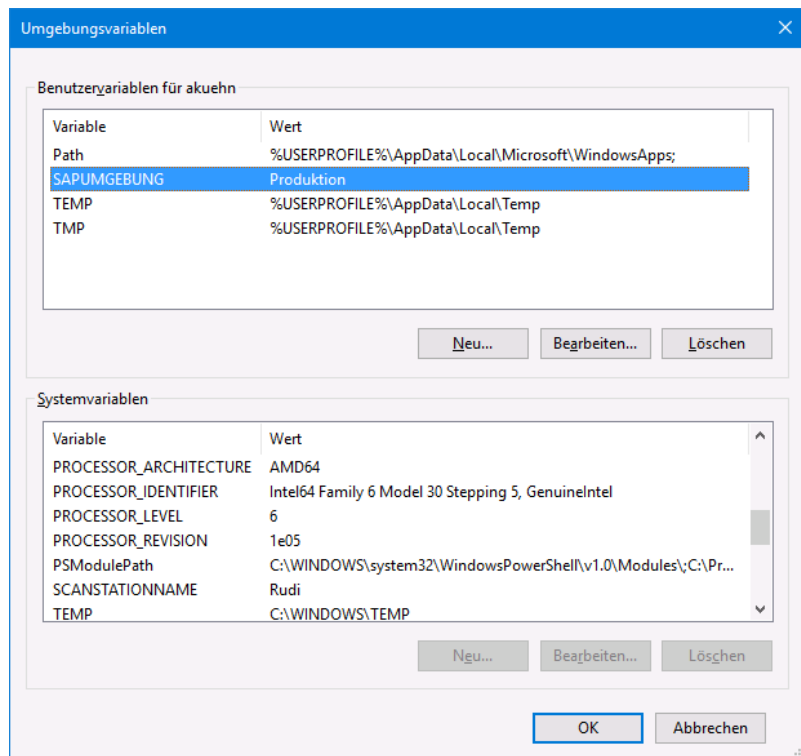 Umgebungsvariablen
Benutzervariablen für akuehn
Variable Wert
Path %USERPROFILE%\AppData\Local\Microsoft\WindowsApps;
SAPUMGEBUNG Produktion
TEMP %USERPROFILE%\AppData\Local\Temp
TMP %USERPROFILE%\AppData\Local\Temp
Neu... Bearbeiten... Löschen
Systemvariablen
Variable Wert
PROCESSOR_ARCHITECTURE AMD64
PROCESSOR_IDENTIFIER Intel64 Family 6 Model 30 Stepping 5, GenuineIntel
PROCESSOR_LEVEL 6
PROCESSOR_REVISION 1e05
PSModulePath C:\WINDOWS\system32\WindowsPowerShell\v1.0\Modules\;C:\Pr...
SCANSTATIONNAME Rudi
TEMP C:\WINDOWS\TEMP
Neu... Bearbeiten... Löschen
OK Abbrechen